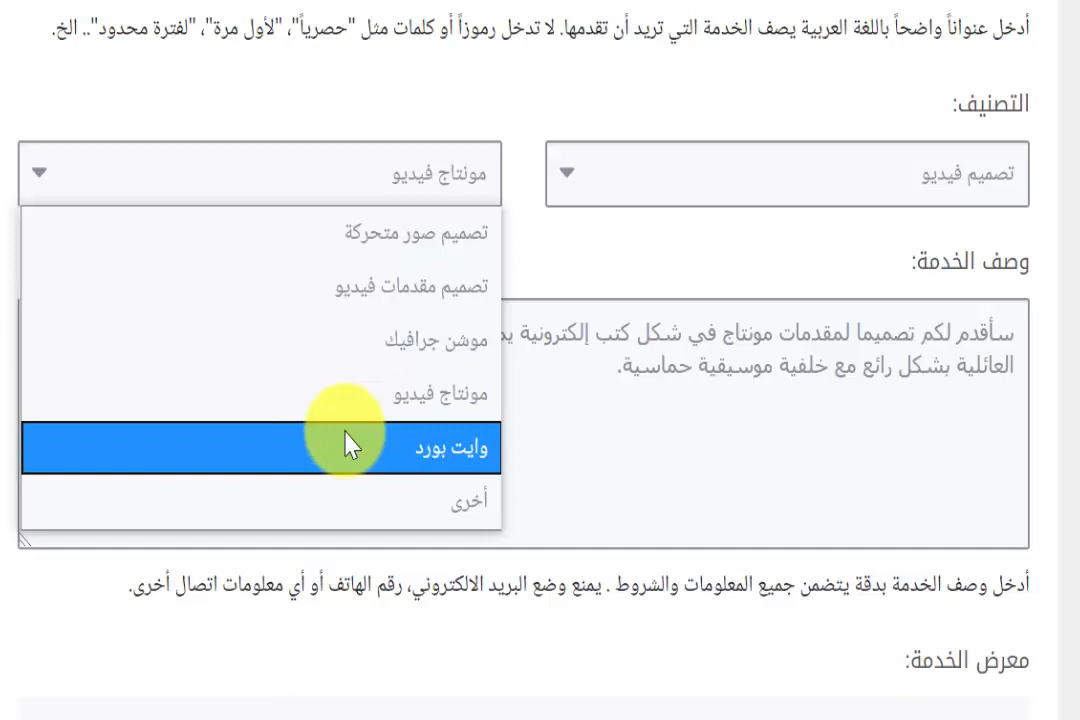 أدخل عنواناً واضحاً باللغة العربية يصف الخدمة التي تريد أن تقدمها. لا تدخل رموزاً أو كلمات مثل "حصرياً"، "لأول مرة"، "لفترة محدود".. الخ.
التصنيف:
تصميم فيديو
مونتاج فيديو
تصميم صور متحركة
تصميم مقدمات فيديو
موشن جرافيك
مونتاج فيديو
وايت بورد
أخرى
وصف الخدمة:
سأقدم لكم تصميما لمقدمات مونتاج في شكل كتب إلكترونية
العائلية بشكل رائع مع خلفية موسيقية حماسية.
أدخل وصف الخدمة بدقة يتضمن جميع المعلومات والشروط . يمنع وضع البريد الالكتروني، رقم الهاتف أو أي معلومات اتصال أخرى.
معرض الخدمة: